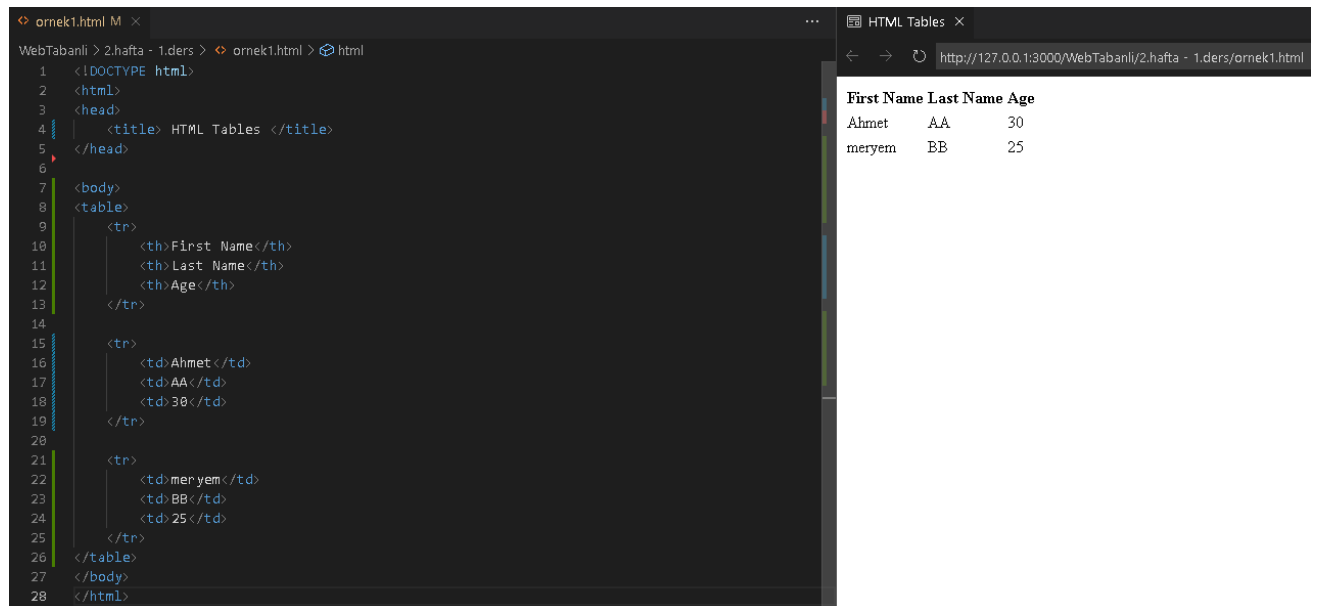 ornek1.html M ×
···
WebTabanli > 2.hafta - 1.ders > ornek1.html > html
1 <!DOCTYPE html>
2 <html>
3 <head>
4 <title> HTML Tables </title>
5 </head>
6
7 <body>
8 <table>
9 <tr>
10 <th>First Name</th>
11 <th>Last Name</th>
12 <th>Age</th>
13 </tr>
14
15 <tr>
16 <td>Ahmet</td>
17 <td>AA</td>
18 <td>30</td>
19 </tr>
20
21 <tr>
22 <td>meryem</td>
23 <td>BB</td>
24 <td>25</td>
25 </tr>
26 </table>
27 </body>
28 </html>
HTML Tables ×
http://127.0.0.1:3000/WebTabanli/2.hafta - 1.ders/ornek1.html
First Name Last Name Age
Ahmet AA 30
meryem BB 25